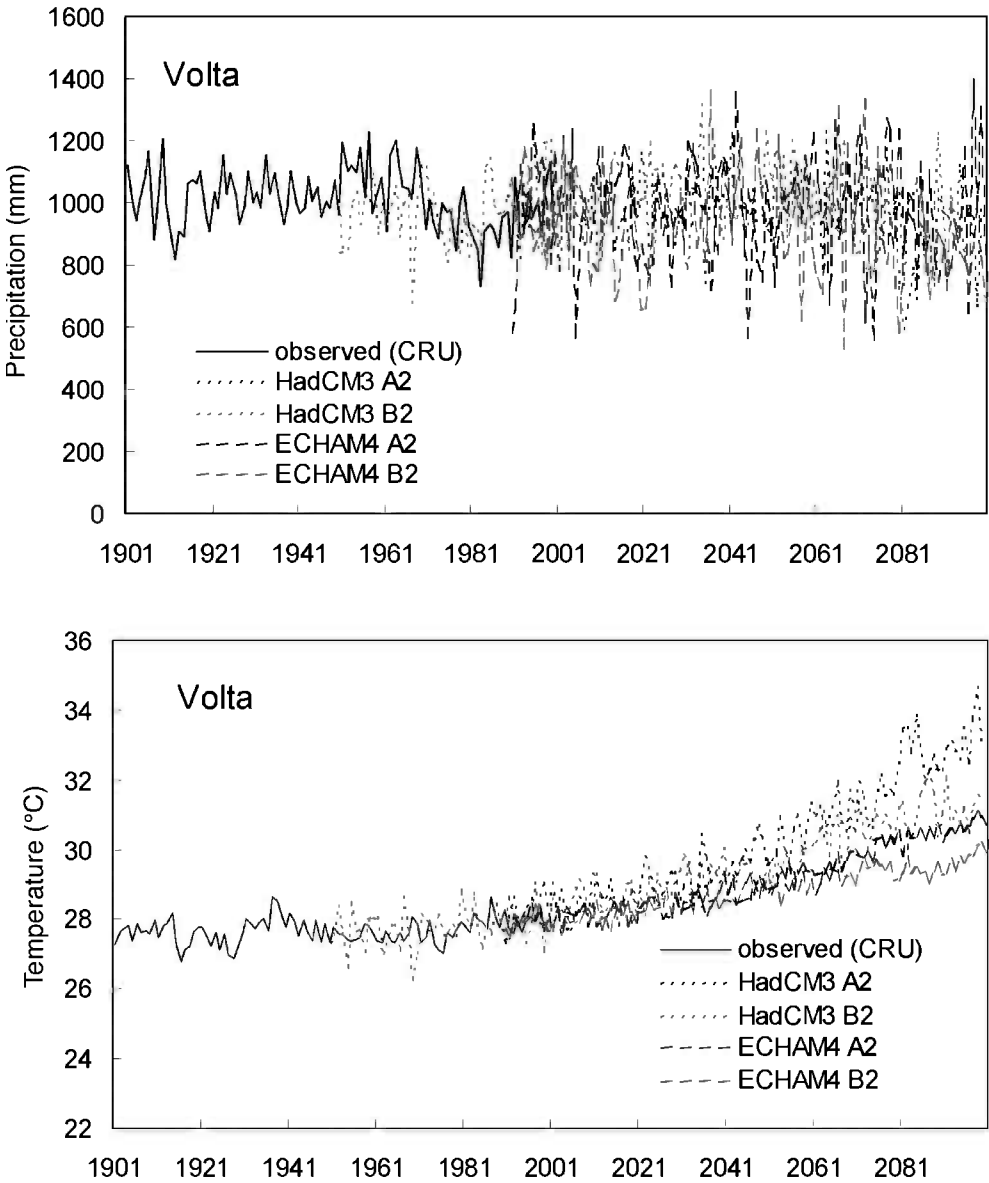 1600
1400
1200
1000
800
600
400
200
0
Precipitation (mm)
Volta
observed (CRU)
HadCM3 A2
HadCM3 B2
ECHAM4 A2
ECHAM4 B2
1901 1921 1941 1961 1981 2001 2021 2041 2061 2081
36
34
32
30
28
26
24
22
Temperature (°C)
Volta
observed (CRU)
HadCM3 A2
HadCM3 B2
ECHAM4 A2
ECHAM4 B2
1901 1921 1941 1961 1981 2001 2021 2041 2061 2081